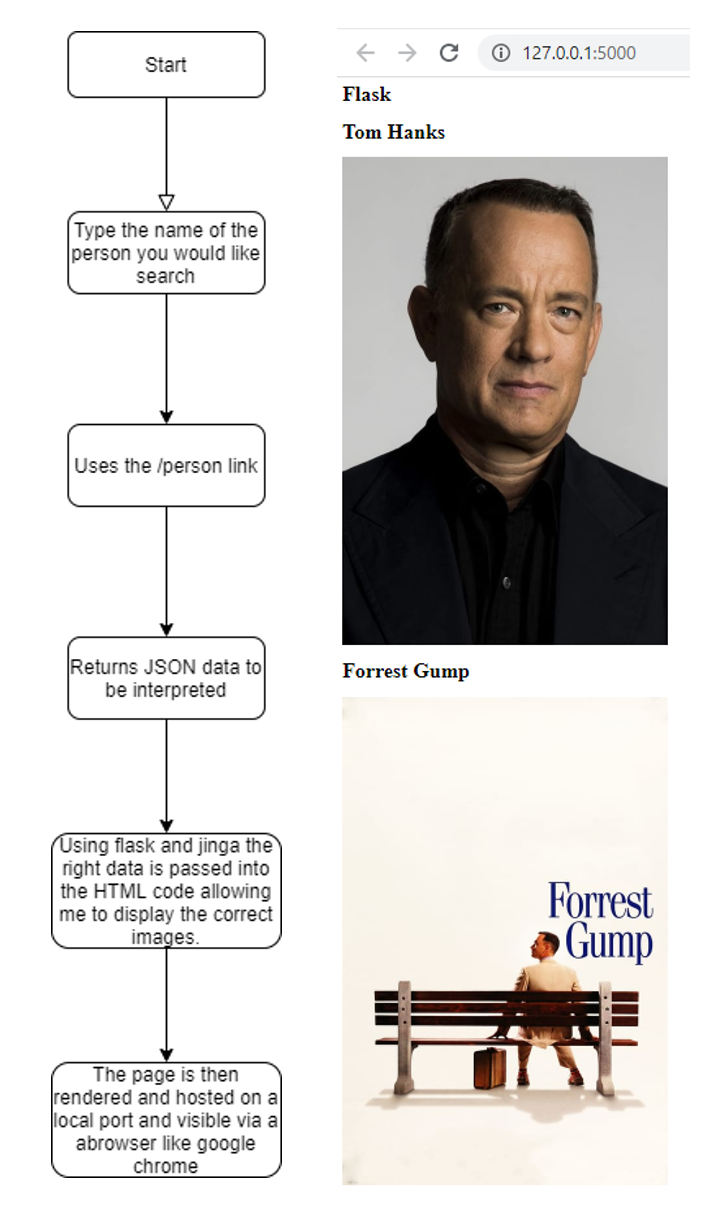 Start
Type the name of the
person you would like
search
Uses the /person link
Returns JSON data to
be interpreted
Using flask and jinga the
right data is passed into
the HTML code allowing
me to display the correct
images.
The page is then
rendered and hosted on a
local port and visible via a
abrowser like google
chrome
127.0.0.1:5000
Flask
Tom Hanks
Forrest Gump
Forrest
Gump